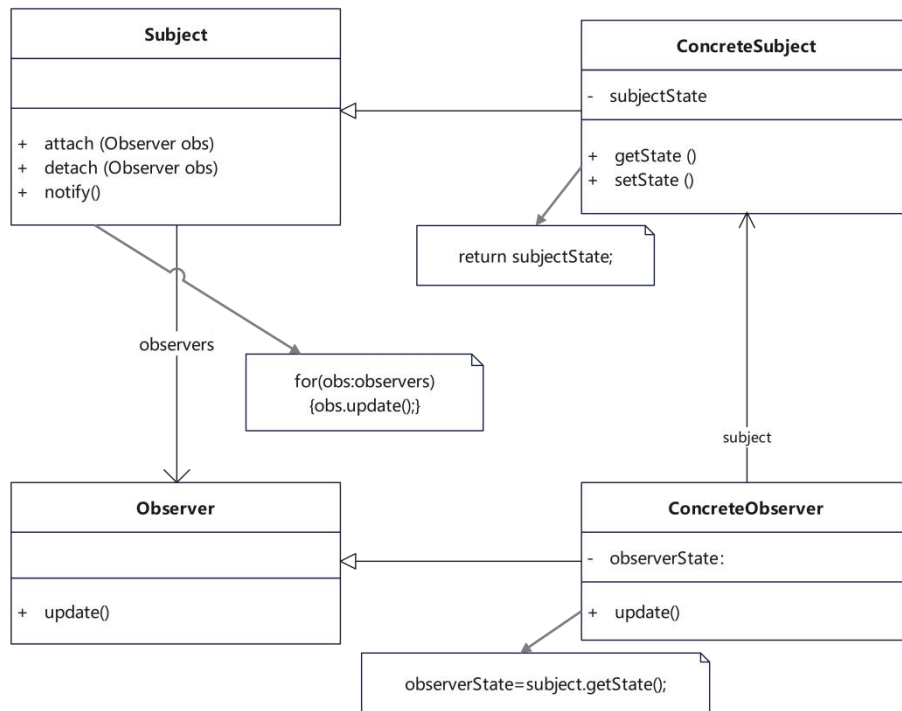 Subject
+ attach (Observer obs)
+ detach (Observer obs)
+ notify()
ConcreteSubject
- subjectState
+ getState ()
+ setState ()
return subjectState;
observers
for(obs:observers)
{obs.update();}
subject
Observer
+ update()
ConcreteObserver
- observerState:
+ update()
observerState=subject.getState();